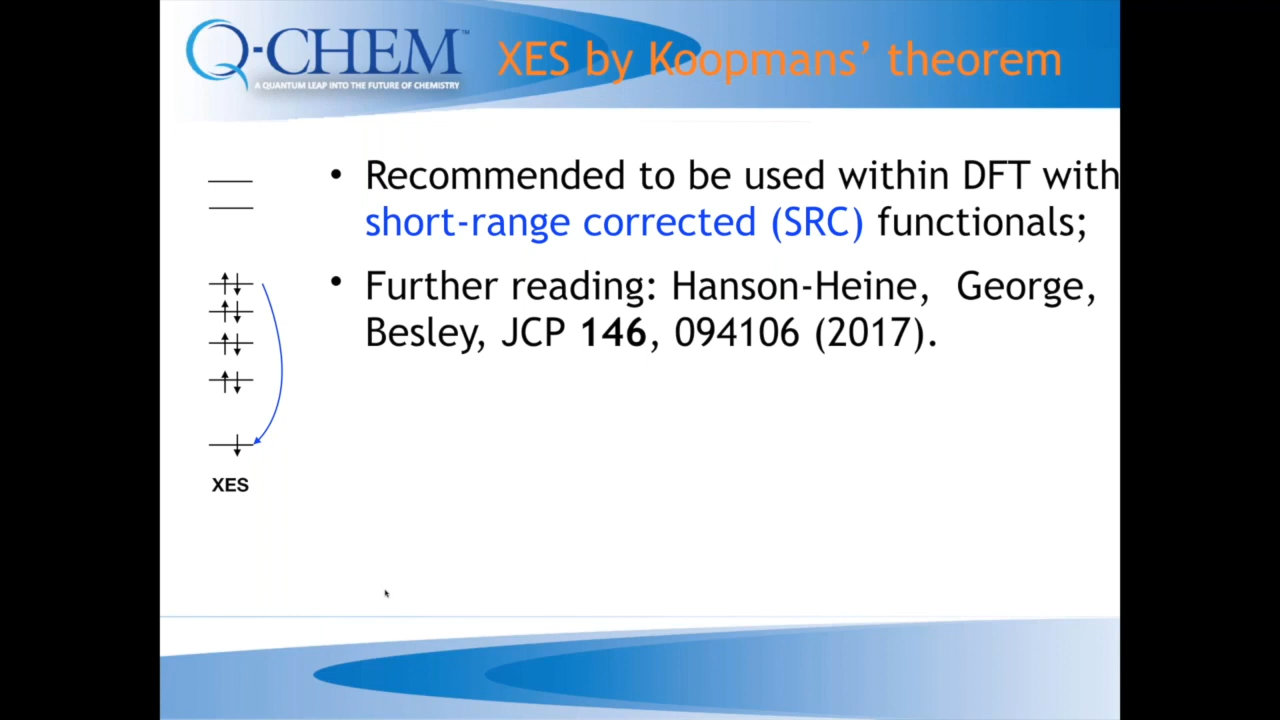 Q-CHEM™
A QUANTUM LEAP INTO THE FUTURE OF CHEMISTRY
XES by Koopmans’ theorem
• Recommended to be used within DFT with
short-range corrected (SRC) functionals;
• Further reading: Hanson-Heine, George,
Besley, JCP 146, 094106 (2017).
XES